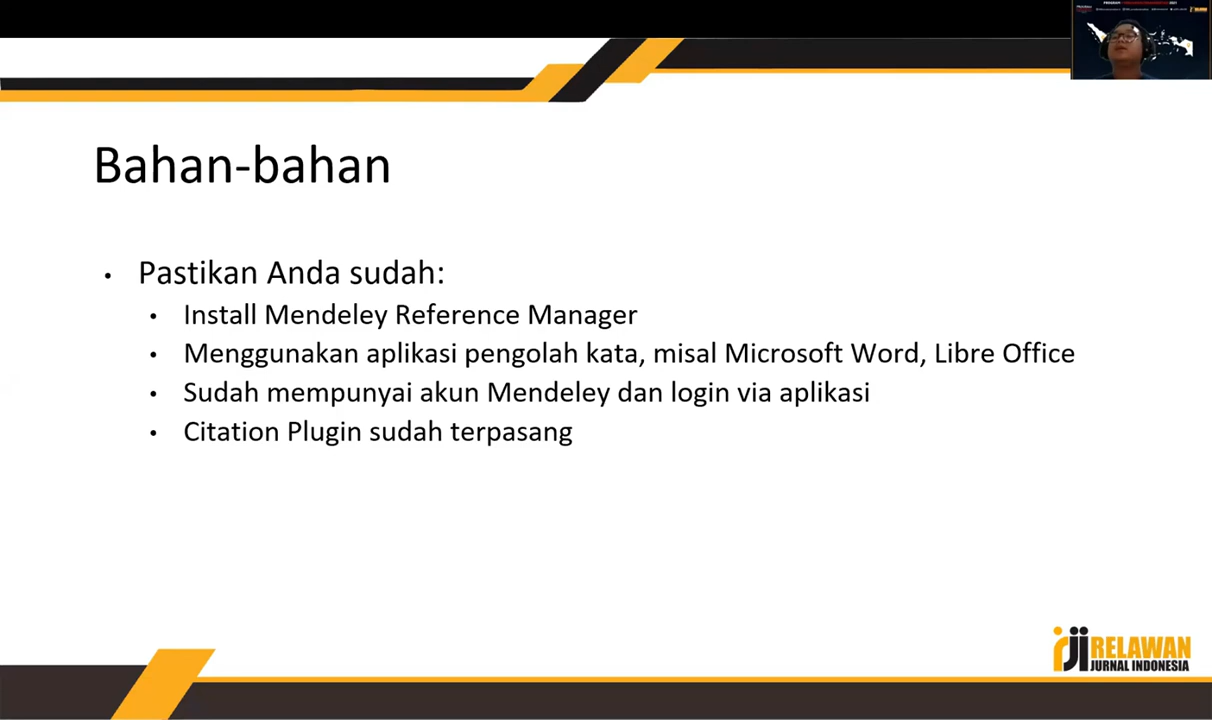 Bahan-bahan
• Pastikan Anda sudah:
• Install Mendeley Reference Manager
• Menggunakan aplikasi pengolah kata, misal Microsoft Word, Libre Office
• Sudah mempunyai akun Mendeley dan login via aplikasi
• Citation Plugin sudah terpasang
rji RELAWAN
JURNAL INDONESIA